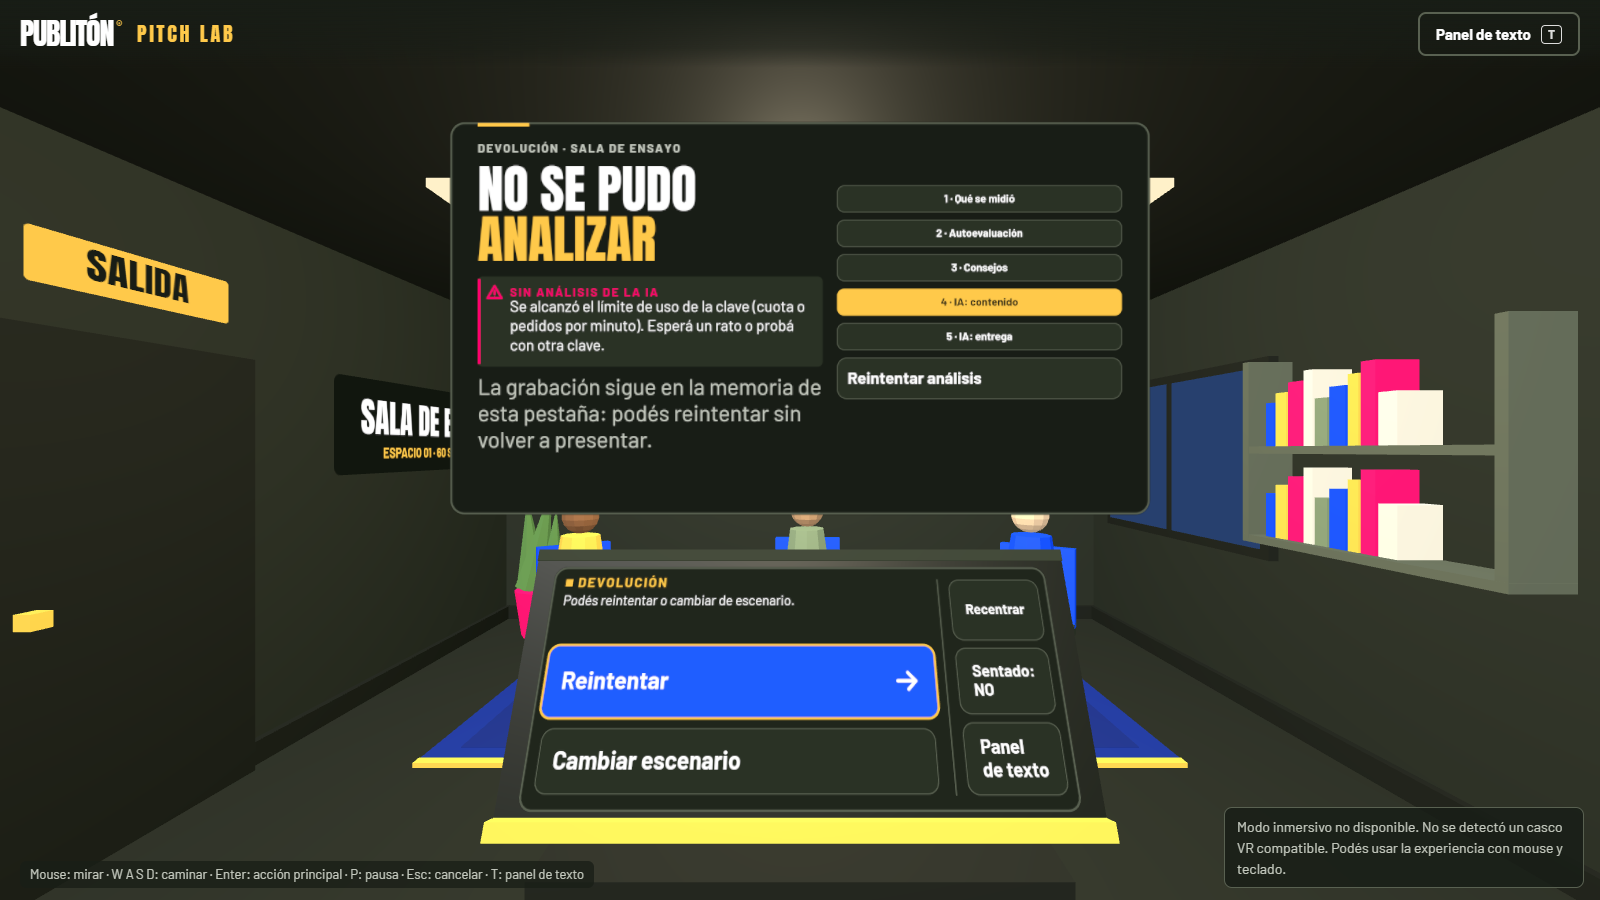 PUBLITÓN PITCH LAB
Panel de texto T
DEVOLUCIÓN · SALA DE ENSAYO
NO SE PUDO
ANALIZAR
SIN ANÁLISIS DE LA IA
Se alcanzó el límite de uso de la clave (cuota o
pedidos por minuto). Esperá un rato o probá
con otra clave.
La grabación sigue en la memoria de
esta pestaña: podés reintentar sin
volver a presentar.
1 · Qué se midió
2 · Autoevaluación
3 · Consejos
4 · IA: contenido
5 · IA: entrega
Reintentar análisis
SALIDA
SALA DE E
ESPACIO 01 · 60 S
DEVOLUCIÓN
Podés reintentar o cambiar de escenario.
Reintentar
Cambiar escenario
Recentrar
Sentado:
NO
Panel
de texto
Modo inmersivo no disponible. No se detectó un casco
VR compatible. Podés usar la experiencia con mouse y
teclado.
Mouse: mirar · W A S D: caminar · Enter: acción principal · P: pausa · Esc: cancelar · T: panel de texto